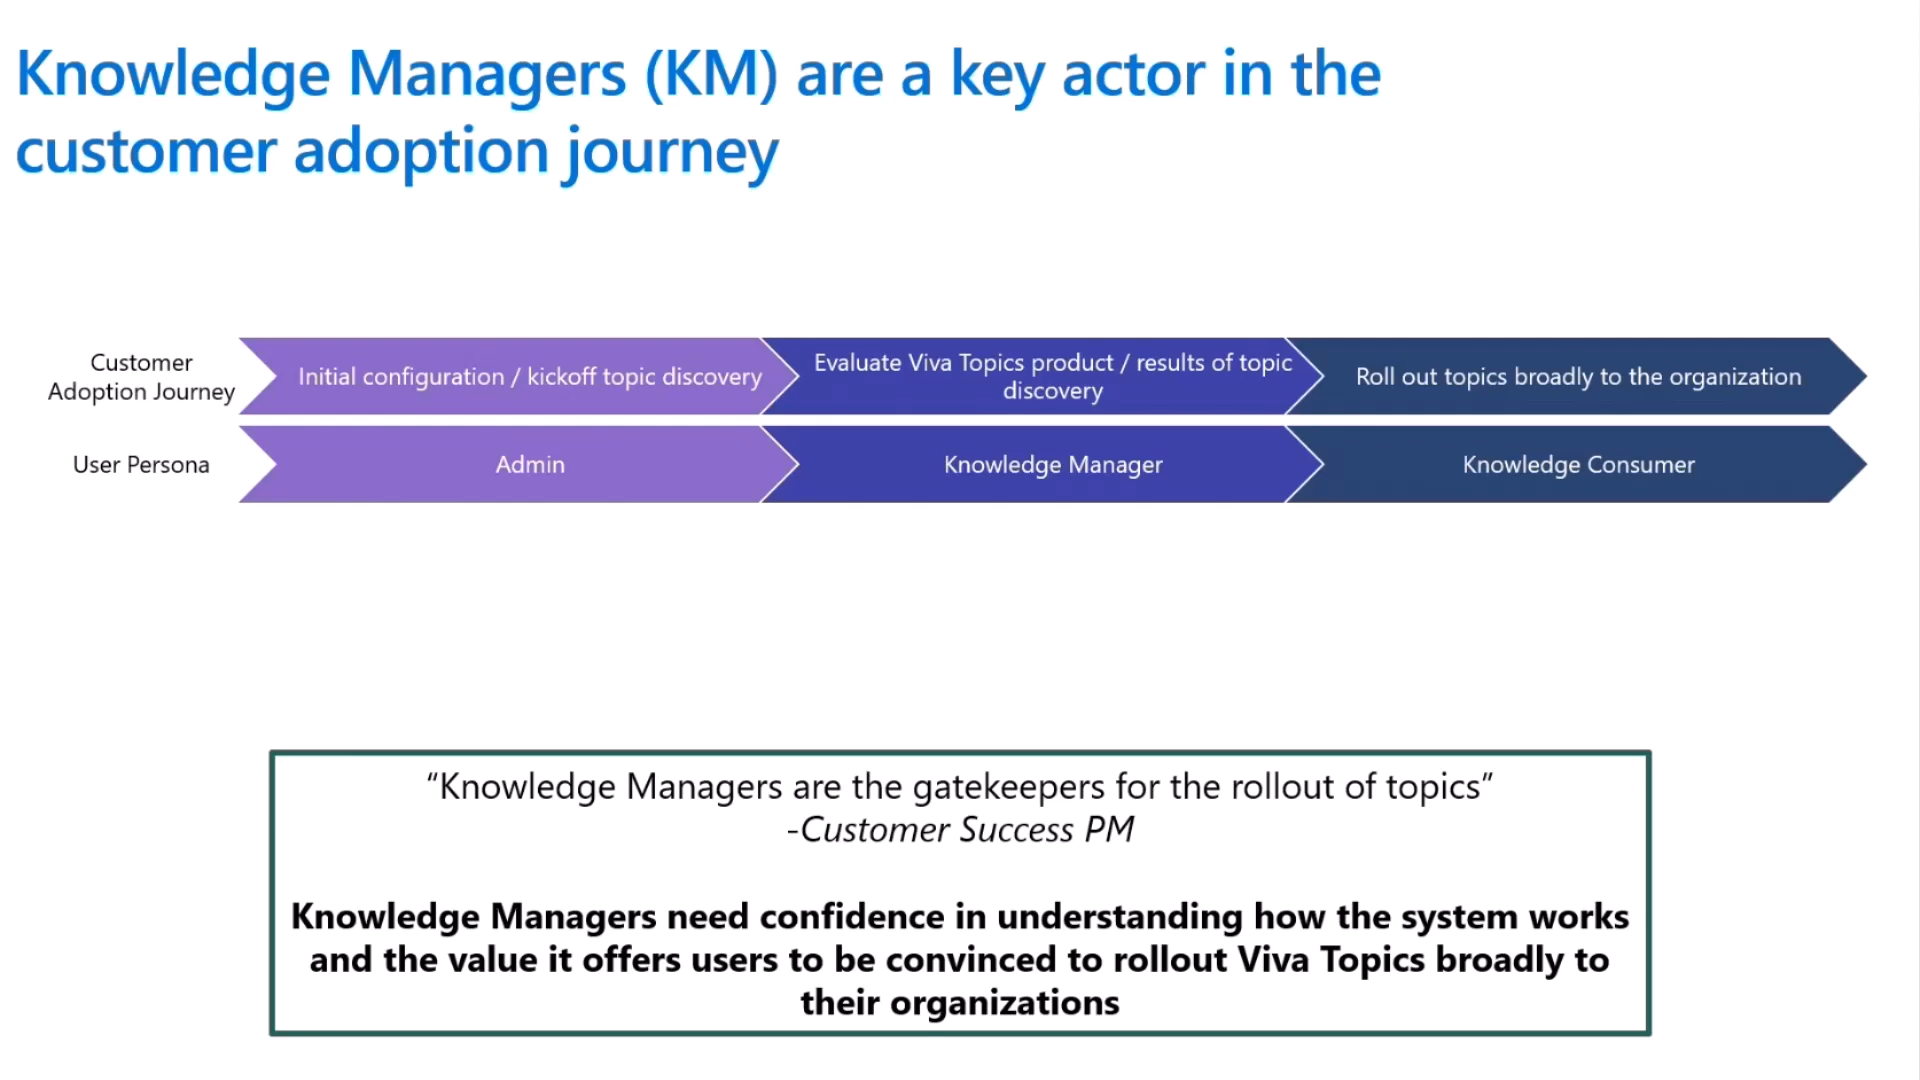 Knowledge Managers (KM) are a key actor in the
customer adoption journey
Customer
Adoption Journey
Initial configuration / kickoff topic discovery
Evaluate Viva Topics product / results of topic
discovery
Roll out topics broadly to the organization
User Persona
Admin
Knowledge Manager
Knowledge Consumer
“Knowledge Managers are the gatekeepers for the rollout of topics”
-Customer Success PM
Knowledge Managers need confidence in understanding how the system works
and the value it offers users to be convinced to rollout Viva Topics broadly to
their organizations